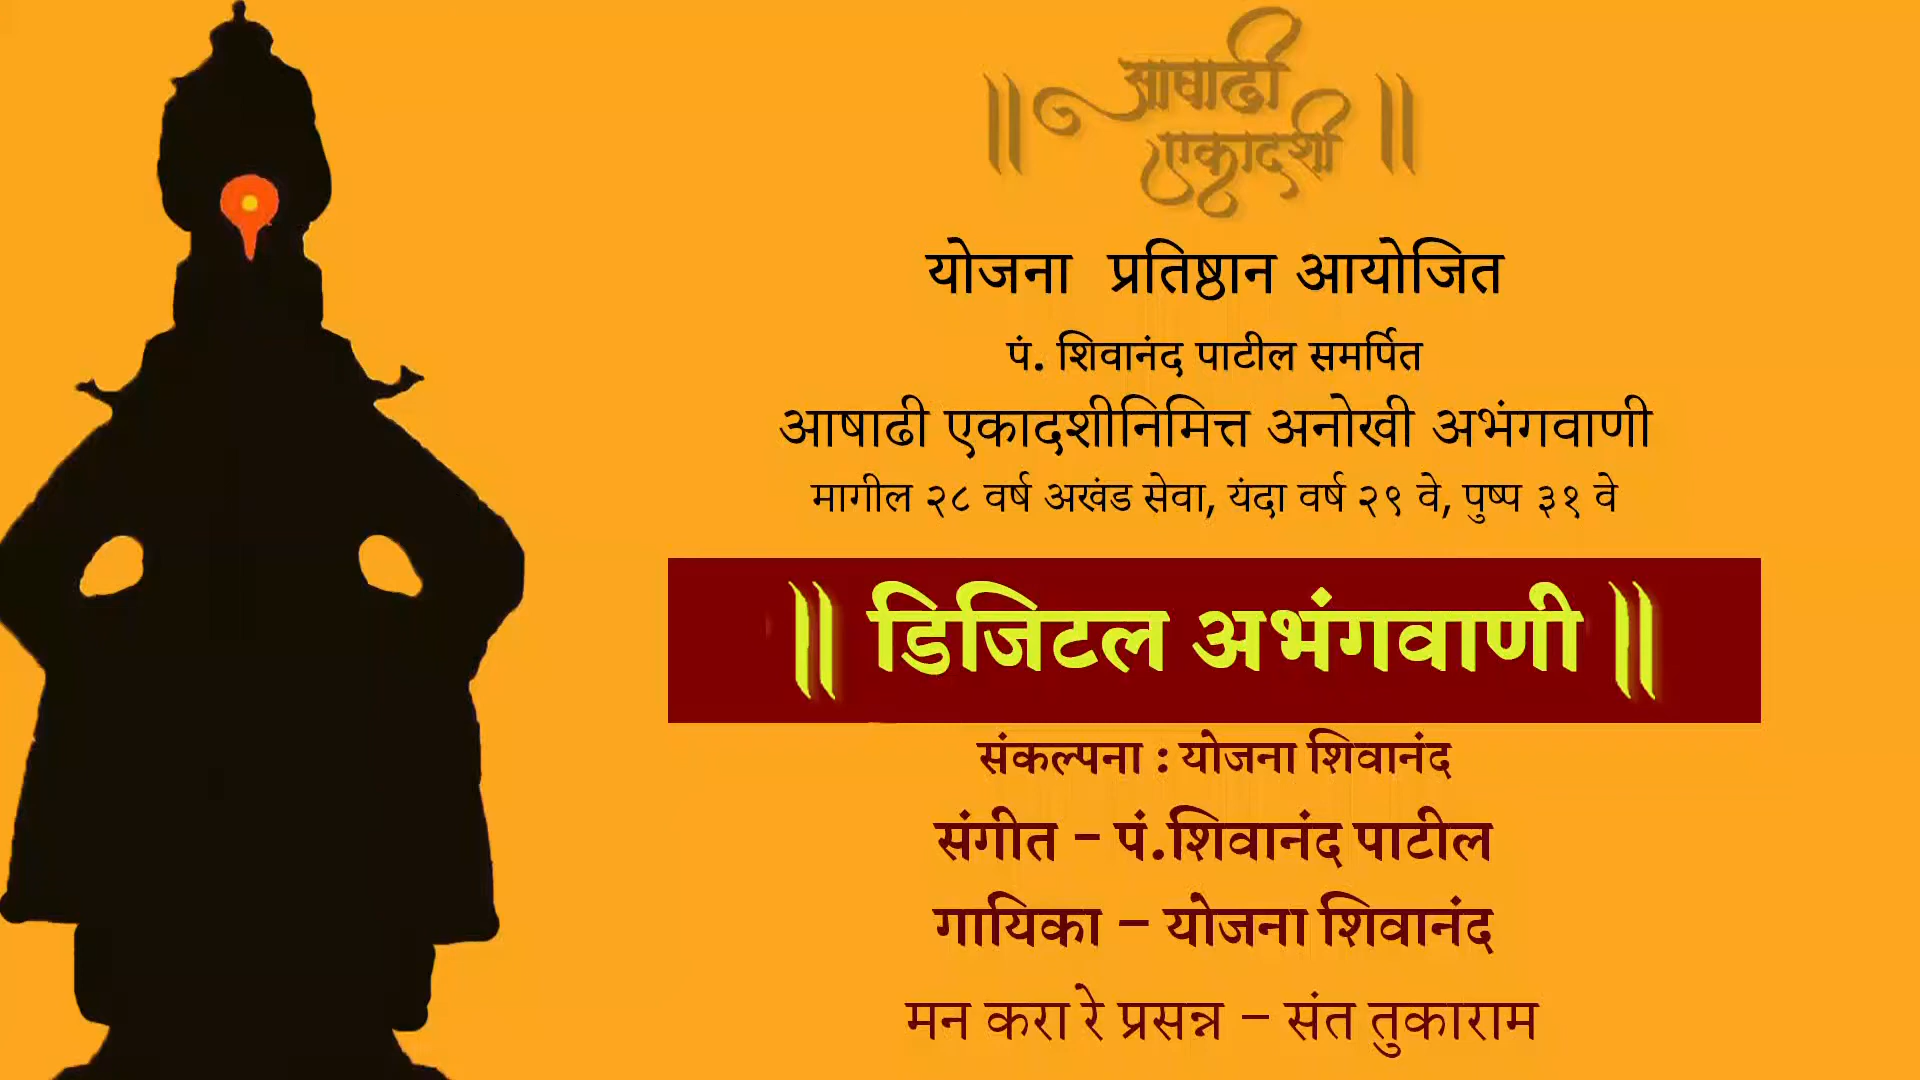 ॥ आषाढी एकादशी ॥
योजना प्रतिष्ठान आयोजित
पं. शिवानंद पाटील समर्पित
आषाढी एकादशीनिमित्त अनोखी अभंगवाणी
मागील २८ वर्ष अखंड सेवा, यंदा वर्ष २९ वे, पुष्प ३१ वे
॥ डिजिटल अभंगवाणी ॥
संकल्पना : योजना शिवानंद
संगीत - पं.शिवानंद पाटील
गायिका – योजना शिवानंद
मन करा रे प्रसन्न – संत तुकाराम